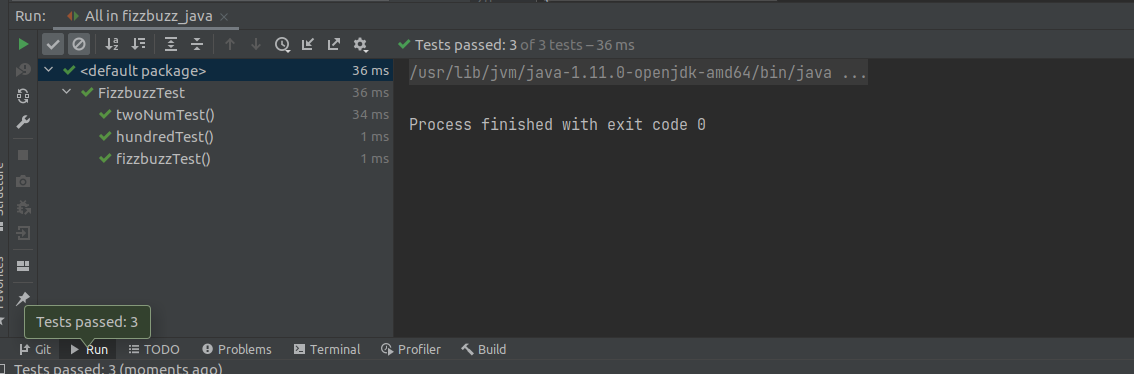 Run: All in fizzbuzz_java ×
Tests passed: 3 of 3 tests – 36 ms
<default package> 36 ms
FizzbuzzTest 36 ms
twoNumTest() 34 ms
hundredTest() 1 ms
fizzbuzzTest() 1 ms
/usr/lib/jvm/java-1.11.0-openjdk-amd64/bin/java ...
Process finished with exit code 0
Structure
Favorites
Tests passed: 3
Git Run TODO Problems Terminal Profiler Build
Tests passed: 3 (moments ago)